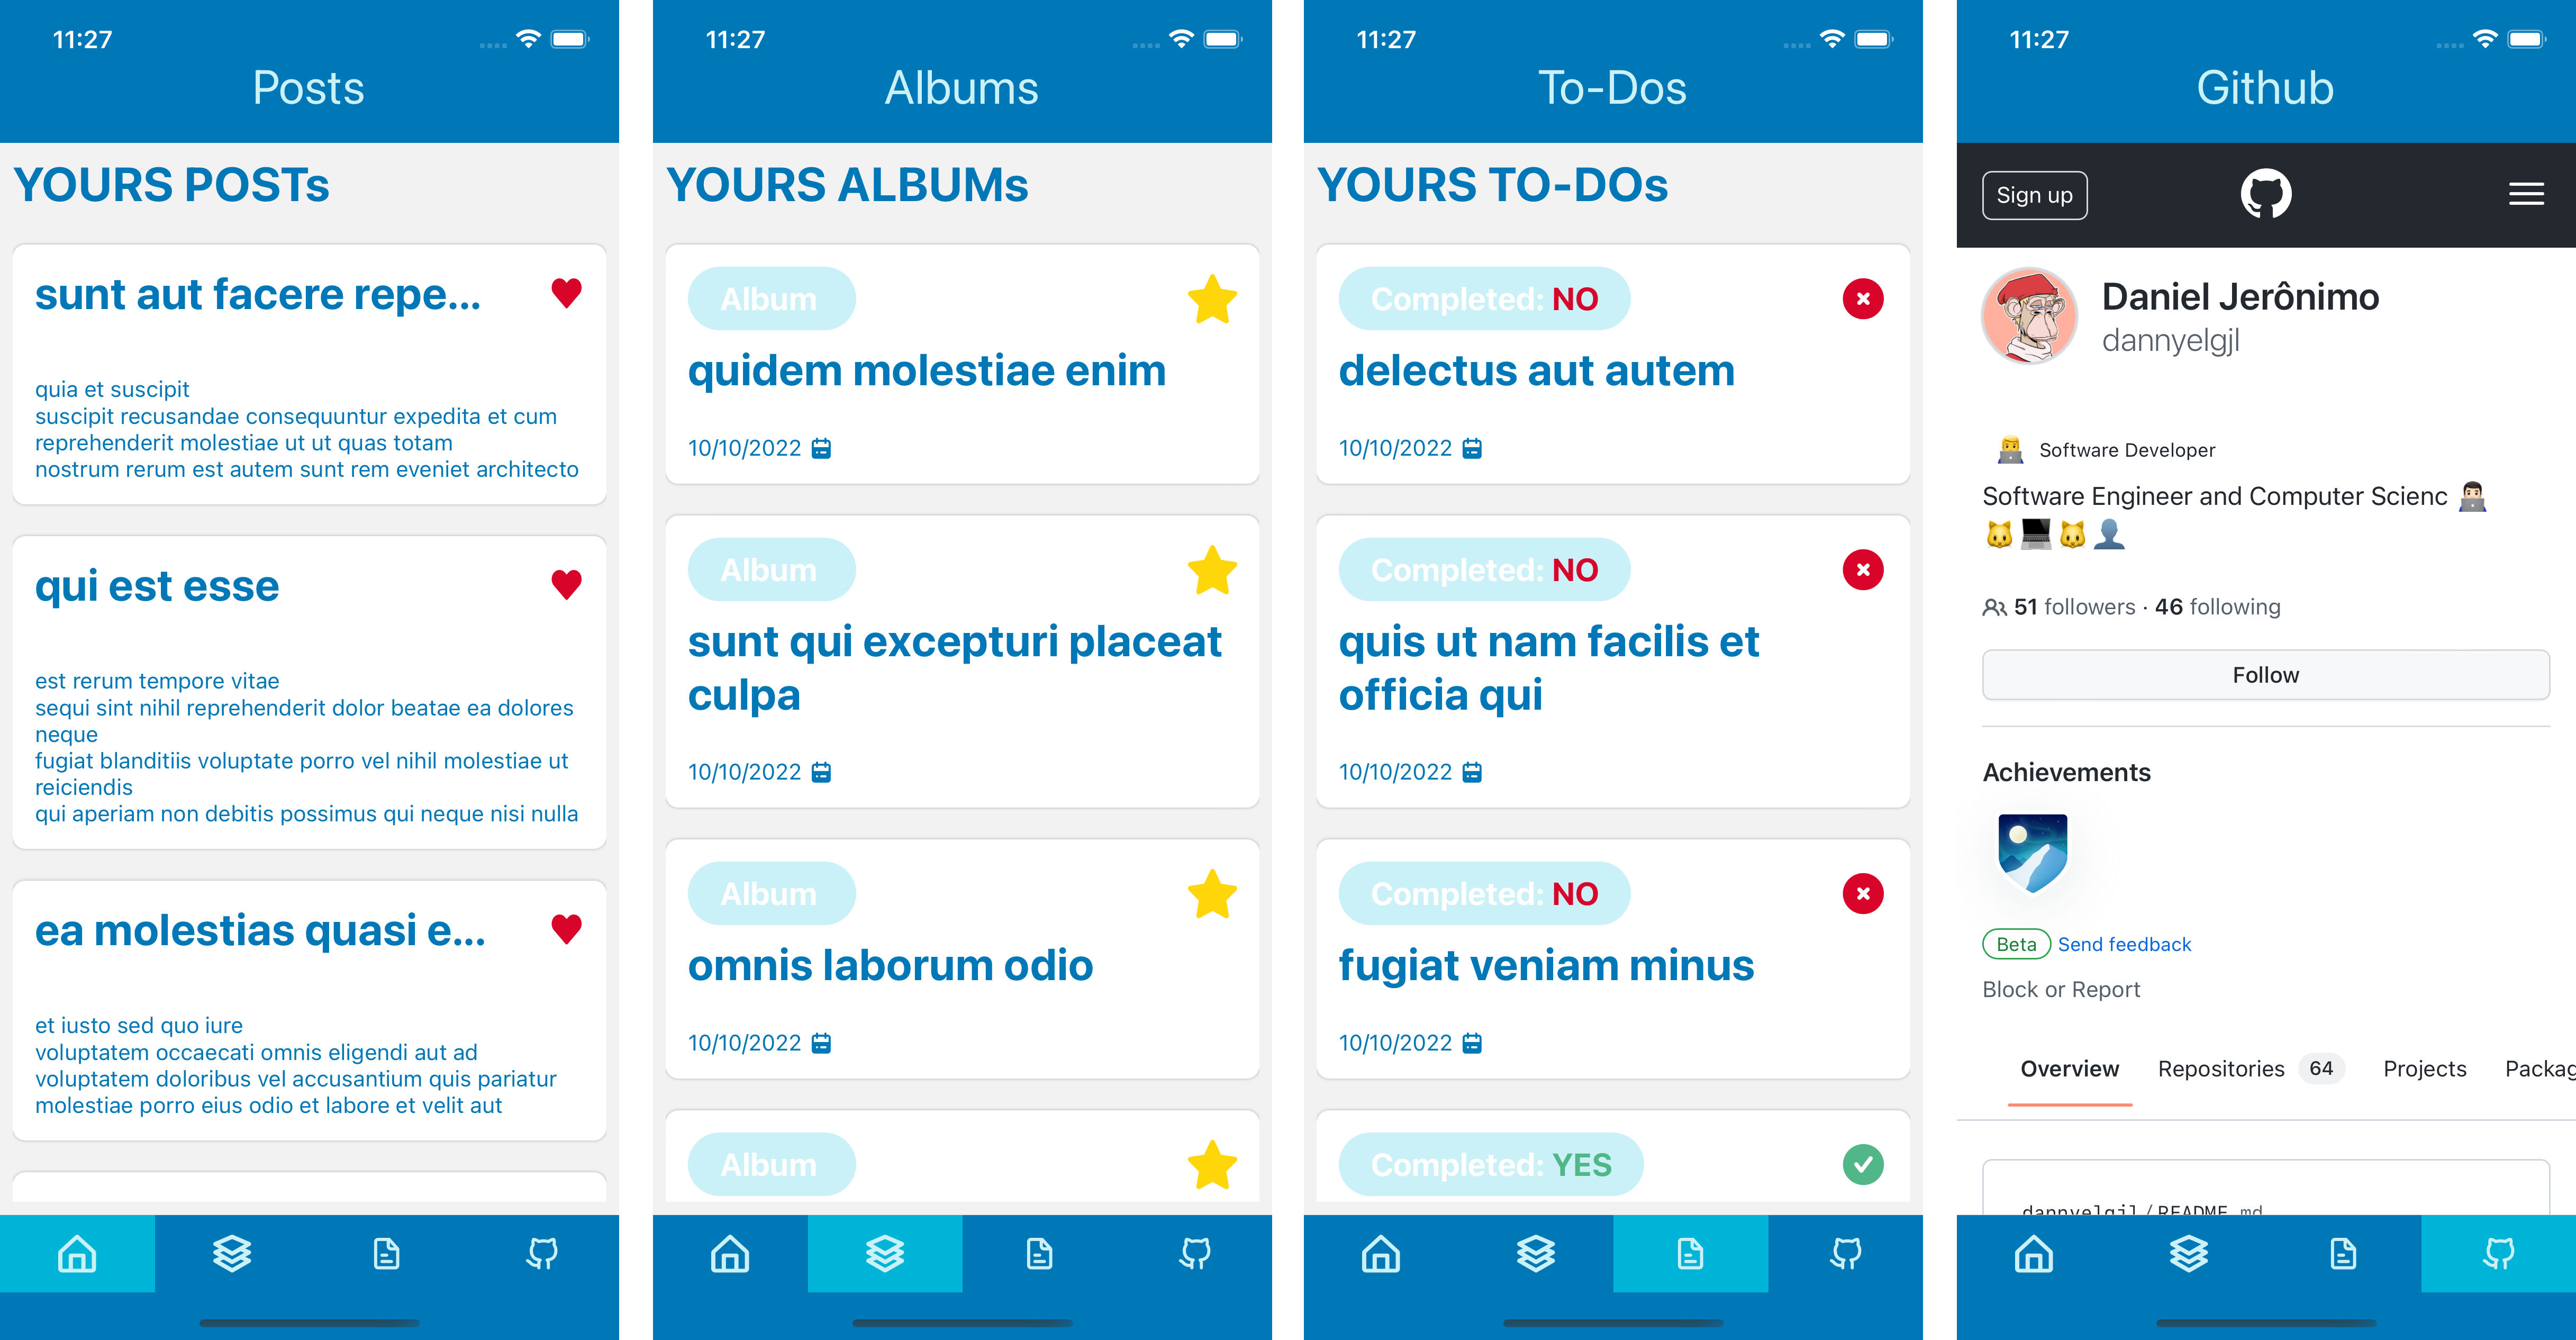 11:27
Posts
YOURS POSTs
sunt aut facere repe...
quia et suscipit
suscipit recusandae consequuntur expedita et cum
reprehenderit molestiae ut ut quas totam
nostrum rerum est autem sunt rem eveniet architecto
qui est esse
est rerum tempore vitae
sequi sint nihil reprehenderit dolor beatae ea dolores
neque
fugiat blanditiis voluptate porro vel nihil molestiae ut
reiciendis
qui aperiam non debitis possimus qui neque nisi nulla
ea molestias quasi e...
et iusto sed quo iure
voluptatem occaecati omnis eligendi aut ad
voluptatem doloribus vel accusantium quis pariatur
molestiae porro eius odio et labore et velit aut
11:27
Albums
YOURS ALBUMs
Album
quidem molestiae enim
10/10/2022
Album
sunt qui excepturi placeat
culpa
10/10/2022
Album
omnis laborum odio
10/10/2022
Album
11:27
To-Dos
YOURS TO-DOs
Completed: NO
delectus aut autem
10/10/2022
Completed: NO
quis ut nam facilis et
officia qui
10/10/2022
Completed: NO
fugiat veniam minus
10/10/2022
Completed: YES
11:27
Github
Sign up
Daniel Jerônimo
dannyelgjl
Software Developer
Software Engineer and Computer Scienc
51 followers · 46 following
Follow
Achievements
Beta Send feedback
Block or Report
Overview Repositories 64 Projects Packag
dannyelgjl/README.md